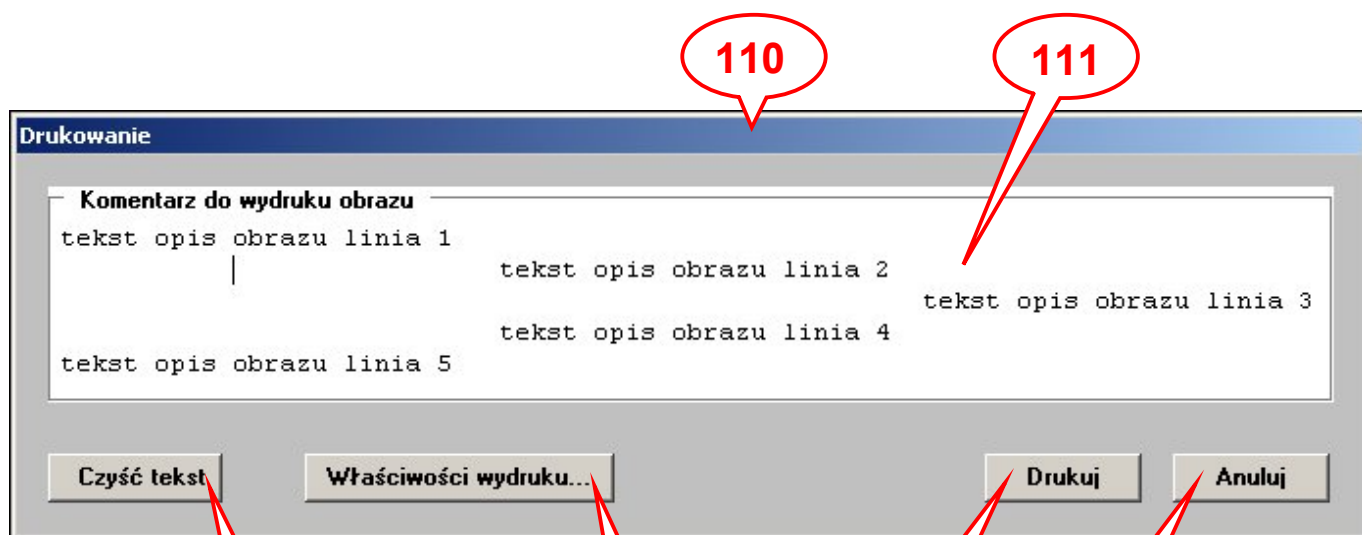 110 111
Drukowanie
Komentarz do wydruku obrazu
tekst opis obrazu linia 1
tekst opis obrazu linia 2
tekst opis obrazu linia 3
tekst opis obrazu linia 4
tekst opis obrazu linia 5
Czyść tekst Właściwości wydruku... Drukuj Anuluj